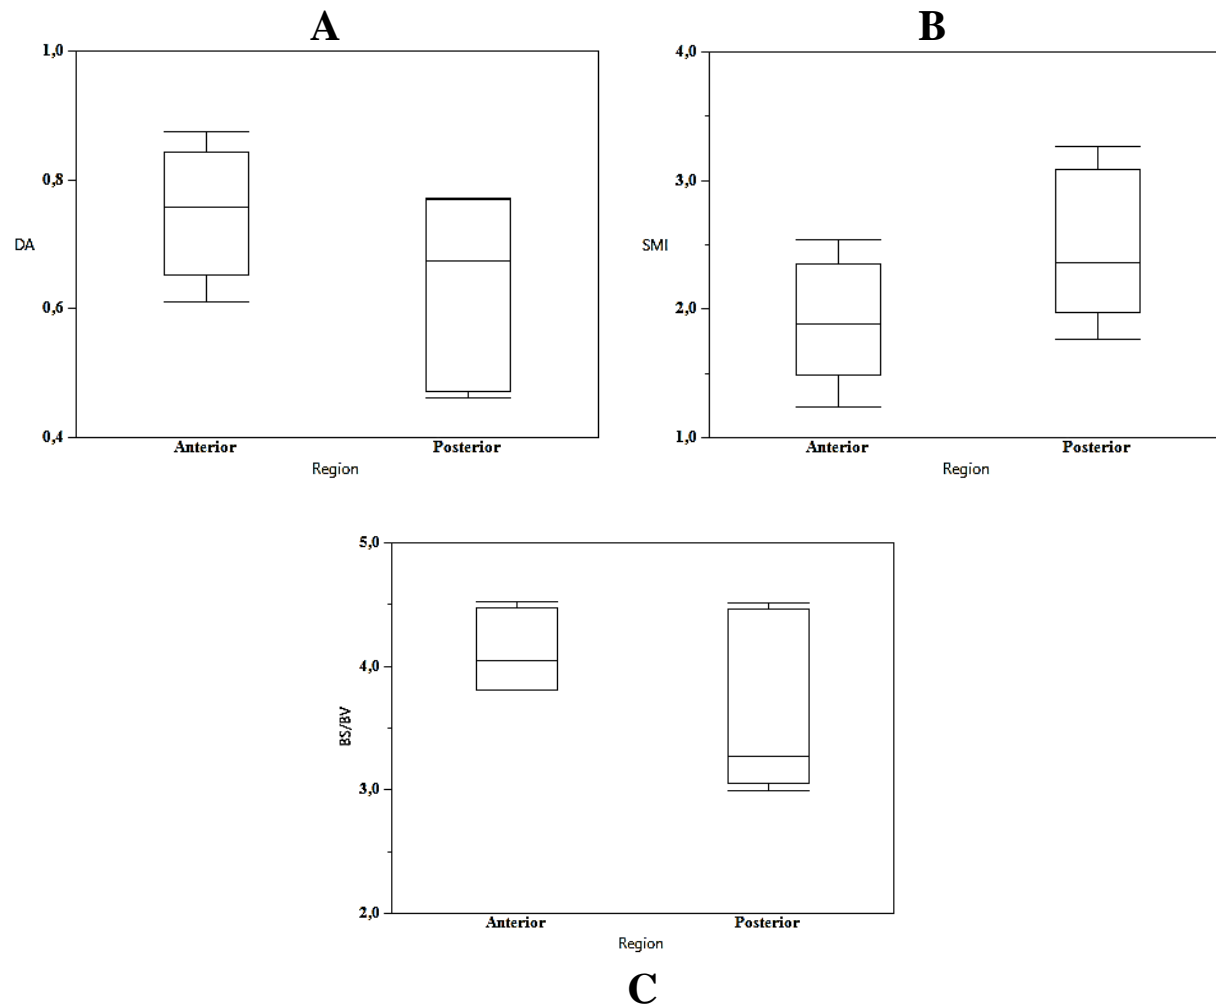 A
1,0
0,8
DA
0,6
0,4
Anterior Posterior
Region
B
4,0
3,0
SMI
2,0
1,0
Anterior Posterior
Region
5,0
4,0
BS/BV
3,0
2,0
Anterior Posterior
Region
C